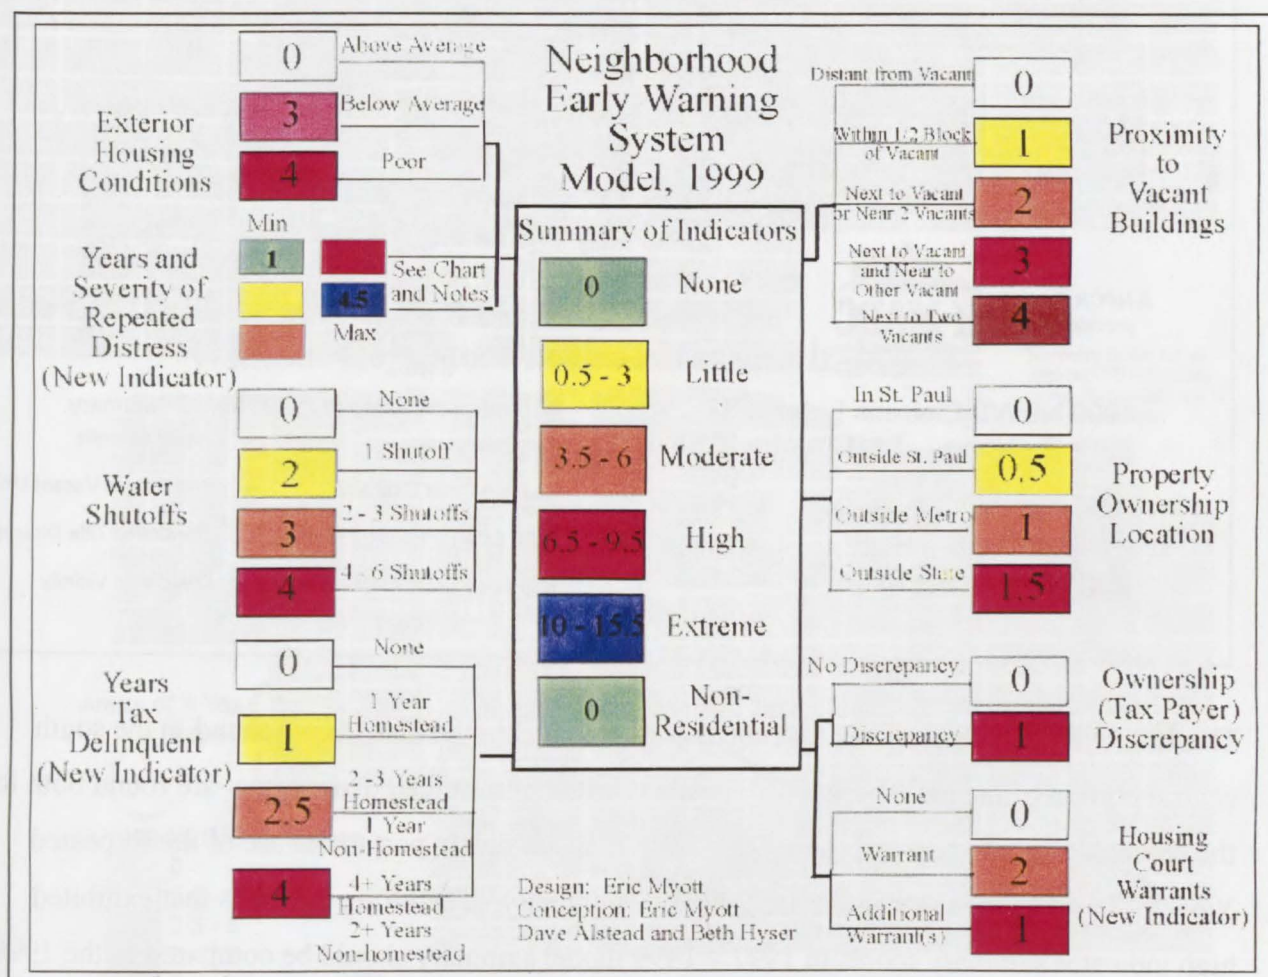 Neighborhood
Early Warning
System
Model, 1999
Exterior
Housing
Conditions
0
Above Average
3
Below Average
4
Poor
Years and
Severity of
Repeated
Distress
(New Indicator)
Min
1
4.5
Max
See Chart
and Notes
Water
Shutoffs
0
None
2
1 Shutoff
3
2 - 3 Shutoffs
4
4 - 6 Shutoffs
Years
Tax
Delinquent
(New Indicator)
0
None
1
1 Year
Homestead
2.5
2 - 3 Years
Homestead
1 Year
Non-Homestead
4
4+ Years
Homestead
2+ Years
Non-homestead
Summary of Indicators
0
None
0.5 - 3
Little
3.5 - 6
Moderate
6.5 - 9.5
High
10 - 15.5
Extreme
0
Non-
Residential
Design: Eric Myott
Conception: Eric Myott
Dave Alstead and Beth Hyser
Distant from Vacant
0
Within 1/2 Block
of Vacant
1
Next to Vacant
or Near 2 Vacants
2
Next to Vacant
and Near to
Other Vacant
3
Next to Two
Vacants
4
Proximity
to
Vacant
Buildings
In St. Paul
0
Outside St. Paul
0.5
Outside Metro
1
Outside State
1.5
Property
Ownership
Location
No Discrepancy
0
Discrepancy
1
Ownership
(Tax Payer)
Discrepancy
None
0
Warrant
2
Additional
Warrant(s)
1
Housing
Court
Warrants
(New Indicator)